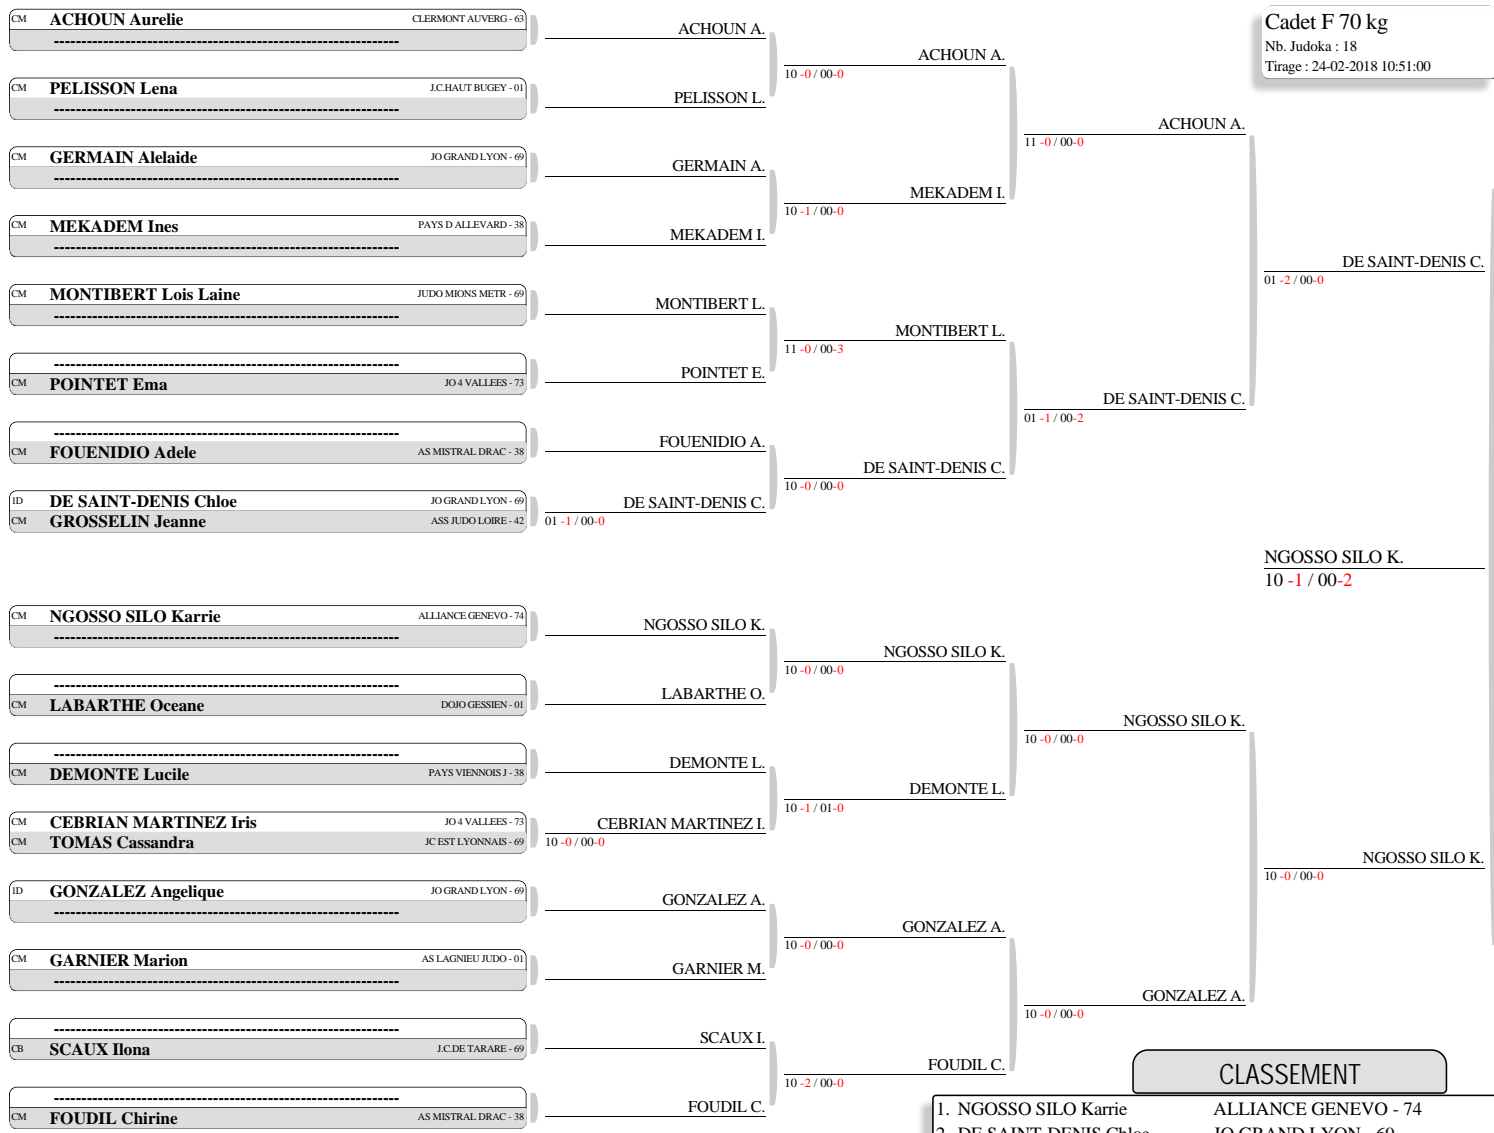 Cadet F 70 kg
Nb. Judoka : 18
Tirage : 24-02-2018 10:51:00
CM ACHOUN Aurelie CLERMONT AUVERG - 63
------------------------------------------------------------
CM PELISSON Lena J.C.HAUT BUGEY - 01
------------------------------------------------------------
CM GERMAIN Alelaide JO GRAND LYON - 69
------------------------------------------------------------
CM MEKADEM Ines PAYS D ALLEVARD - 38
------------------------------------------------------------
CM MONTIBERT Lois Laine JUDO MIONS METR - 69
------------------------------------------------------------
------------------------------------------------------------
CM POINTET Ema JO 4 VALLEES - 73
------------------------------------------------------------
CM FOUENIDIO Adele AS MISTRAL DRAC - 38
1D DE SAINT-DENIS Chloe JO GRAND LYON - 69
CM GROSSELIN Jeanne ASS JUDO LOIRE - 42
CM NGOSSO SILO Karrie ALLIANCE GENEVO - 74
------------------------------------------------------------
------------------------------------------------------------
CM LABARTHE Oceane DOJO GESSIEN - 01
------------------------------------------------------------
CM DEMONTE Lucile PAYS VIENNOIS J - 38
CM CEBRIAN MARTINEZ Iris JO 4 VALLEES - 73
CM TOMAS Cassandra JC EST LYONNAIS - 69
1D GONZALEZ Angelique JO GRAND LYON - 69
------------------------------------------------------------
CM GARNIER Marion AS LAGNIEU JUDO - 01
------------------------------------------------------------
------------------------------------------------------------
CB SCAUX Ilona J.C.DE TARARE - 69
------------------------------------------------------------
CM FOUDIL Chirine AS MISTRAL DRAC - 38
ACHOUN A.
PELISSON L.
GERMAIN A.
MEKADEM I.
MONTIBERT L.
POINTET E.
FOUENIDIO A.
DE SAINT-DENIS C.
01 -1 / 00-0
NGOSSO SILO K.
LABARTHE O.
DEMONTE L.
CEBRIAN MARTINEZ I.
10 -0 / 00-0
GONZALEZ A.
GARNIER M.
SCAUX I.
FOUDIL C.
ACHOUN A.
10 -0 / 00-0
MEKADEM I.
10 -1 / 00-0
MONTIBERT L.
11 -0 / 00-3
DE SAINT-DENIS C.
10 -0 / 00-0
NGOSSO SILO K.
10 -0 / 00-0
DEMONTE L.
10 -1 / 01-0
GONZALEZ A.
10 -0 / 00-0
FOUDIL C.
10 -2 / 00-0
ACHOUN A.
11 -0 / 00-0
DE SAINT-DENIS C.
01 -1 / 00-2
NGOSSO SILO K.
10 -0 / 00-0
GONZALEZ A.
10 -0 / 00-0
DE SAINT-DENIS C.
01 -2 / 00-0
NGOSSO SILO K.
10 -1 / 00-2
NGOSSO SILO K.
10 -0 / 00-0
CLASSEMENT
1. NGOSSO SILO Karrie ALLIANCE GENEVO - 74
2. DE SAINT-DENIS Chloe JO GRAND LYON - 69